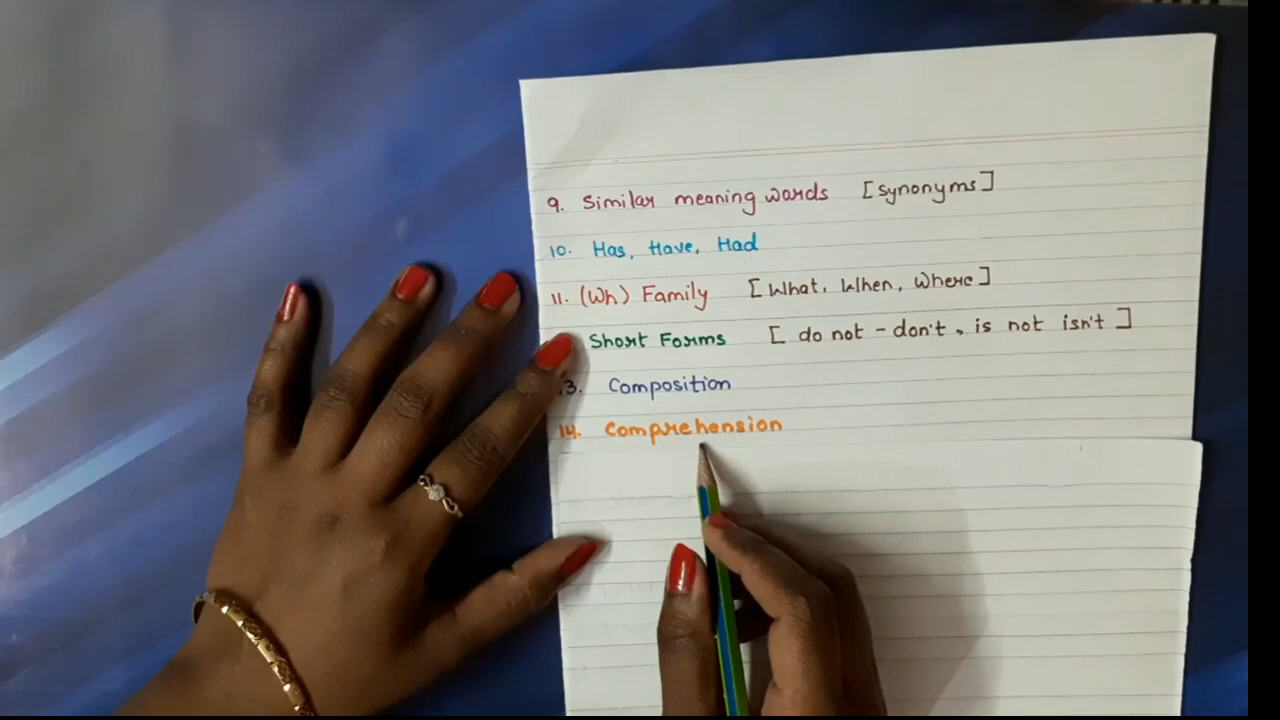 9. Similar meaning words [synonyms]
10. Has, Have, Had
11. (Wh) Family [What, When, Where]
Short Forms [do not - don't, is not isn't]
3. Composition
14. Comprehension